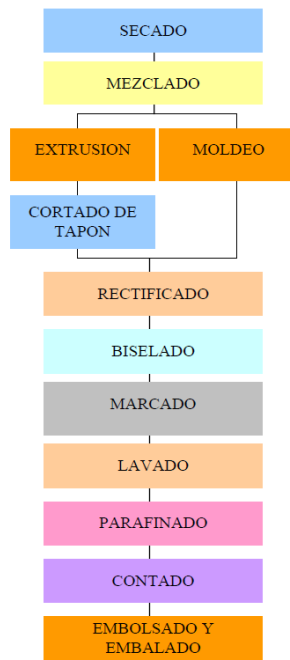 SECADO
MEZCLADO
EXTRUSION
MOLDEO
CORTADO DE
TAPON
RECTIFICADO
BISELADO
MARCADO
LAVADO
PARAFINADO
CONTADO
EMBOLSADO Y
EMBALADO